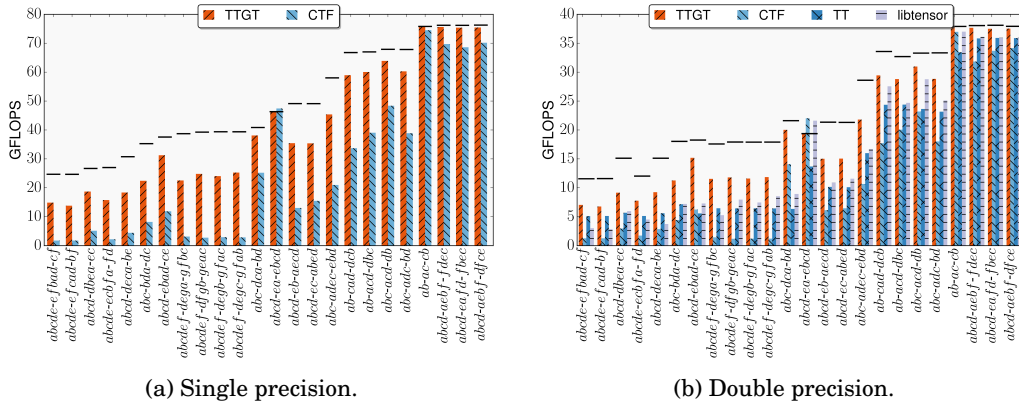 TTGT CTF
GFLOPS
80
70
60
50
40
30
20
10
0
abcde-efbad-cf
abcde-efcad-bf
abcd-dbea-ec
abcde-ecbfa-fd
abcd-deca-be
abc-bda-dc
abcd-ebad-ce
abcdef-dega-gfbc
abcdef-dfgb-geac
abcdef-degb-gfac
abcdef-degc-gfab
abc-dca-bd
abcd-ea-ebcd
abcd-eb-aecd
abcd-ec-abed
abc-adec-ebd
ab-cad-dcb
ab-acd-dbc
abc-acd-db
abc-adc-bd
ab-ac-cb
abcd-aebf-fdec
abcd-eafd-fbec
abcd-aebf-dfce
(a) Single precision.
TTGT CTF TT libtensor
GFLOPS
40
35
30
25
20
15
10
5
0
abcde-efbad-cf
abcde-efcad-bf
abcd-dbea-ec
abcde-ecbfa-fd
abcd-deca-be
abc-bda-dc
abcd-ebad-ce
abcdef-dega-gfbc
abcdef-dfgb-geac
abcdef-degb-gfac
abcdef-degc-gfab
abc-dca-bd
abcd-ea-ebcd
abcd-eb-aecd
abcd-ec-abed
abc-adec-ebd
ab-cad-dcb
ab-acd-dbc
abc-acd-db
abc-adc-bd
ab-ac-cb
abcd-aebf-fdec
abcd-eafd-fbec
abcd-aebf-dfce
(b) Double precision.